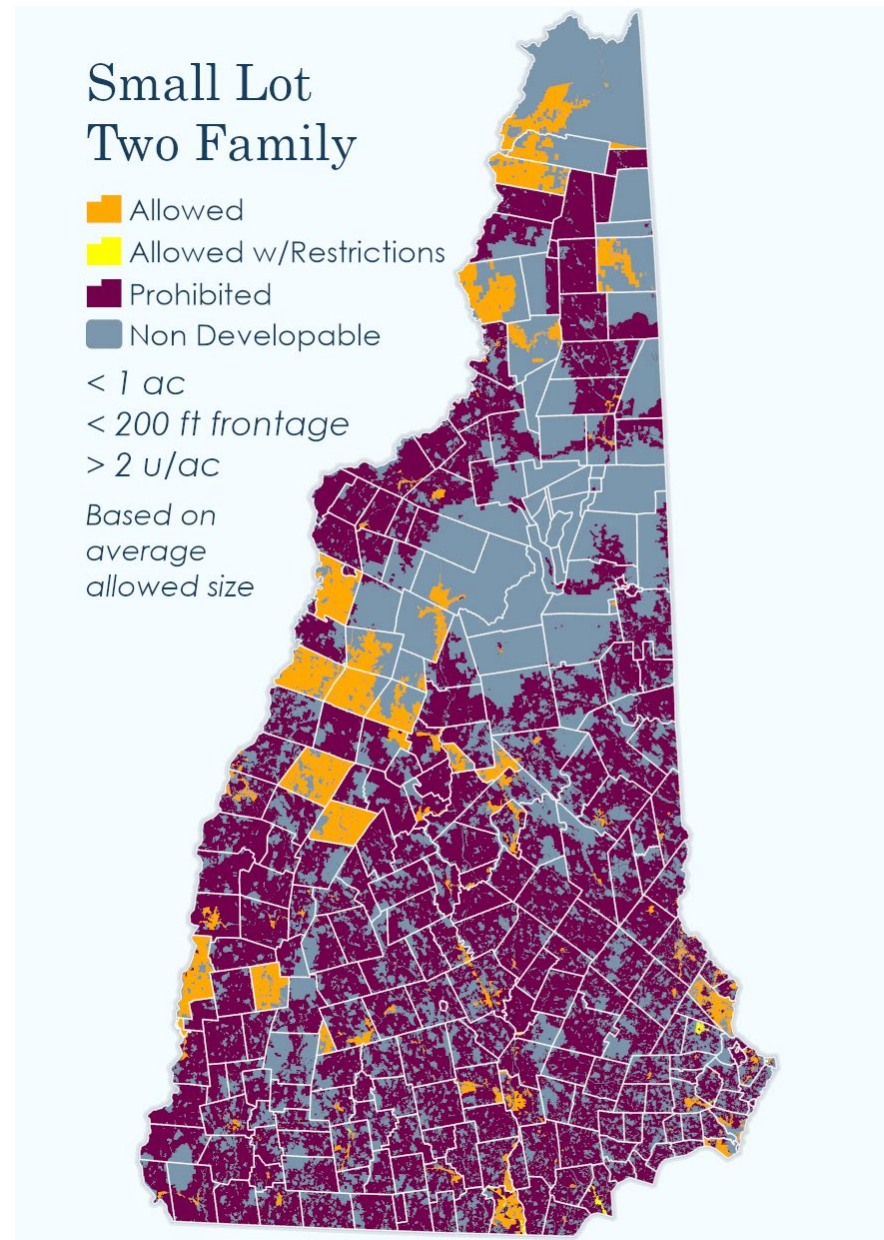 Small Lot
Two Family
Allowed
Allowed w/Restrictions
Prohibited
Non Developable
< 1 ac
< 200 ft frontage
> 2 u/ac
Based on
average
allowed size